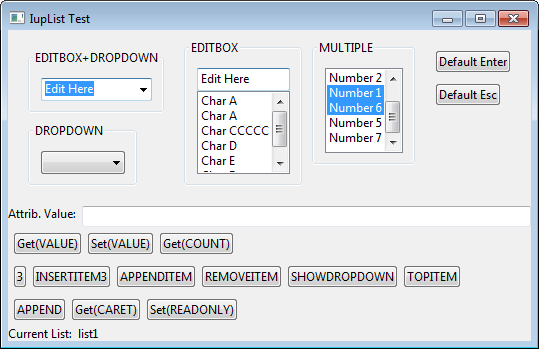 IupList Test
EDITBOX+DROPDOWN
Edit Here
DROPDOWN
EDITBOX
Edit Here
Char A
Char A
Char CCCCC
Char D
Char E
MULTIPLE
Number 2
Number 1
Number 6
Number 5
Number 7
Default Enter
Default Esc
Attrib. Value:
Get(VALUE) Set(VALUE) Get(COUNT)
3 INSERTITEM3 APPENDITEM REMOVEITEM SHOWDROPDOWN TOPITEM
APPEND Get(CARET) Set(READONLY)
Current List: list1